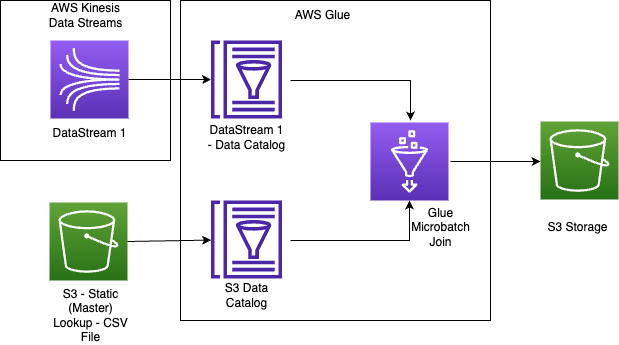 AWS Kinesis
Data Streams
AWS Glue
DataStream 1
DataStream 1
- Data Catalog
Glue
Microbatch
Join
S3 Storage
S3 - Static
(Master)
Lookup - CSV
File
S3 Data
Catalog